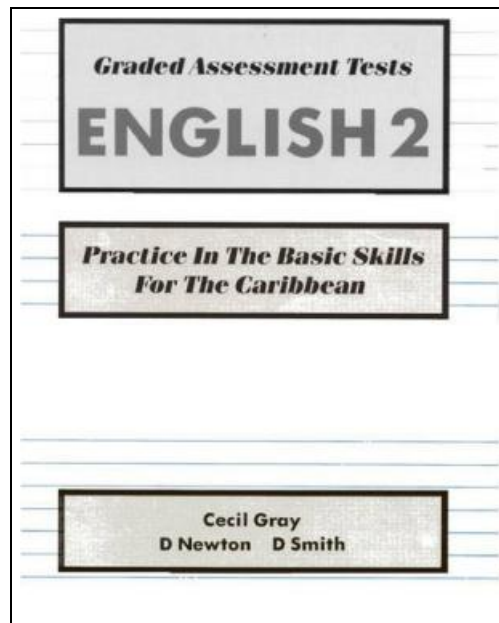 Graded Assessment Tests
ENGLISH 2
Practice In The Basic Skills
For The Caribbean
Cecil Gray
D Newton D Smith